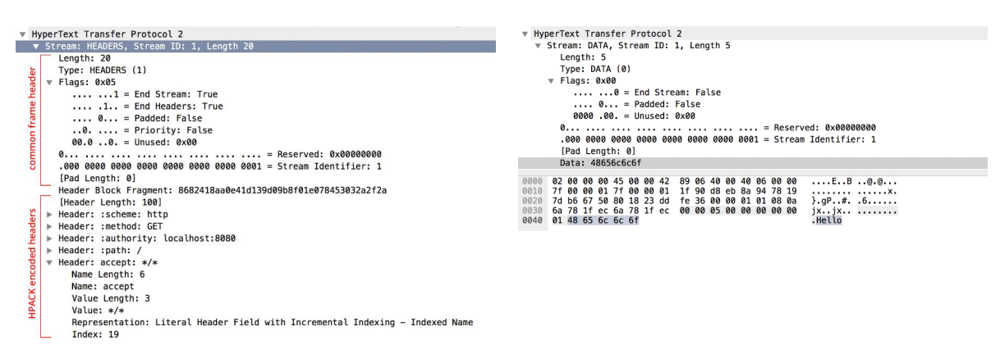 HyperText Transfer Protocol 2
Stream: HEADERS, Stream ID: 1, Length 20
Length: 20
Type: HEADERS (1)
Flags: 0x05
.... ...1 = End Stream: True
.... .1.. = End Headers: True
.... 0... = Padded: False
..0. .... = Priority: False
00.0 ..0. = Unused: 0x00
0... .... .... .... .... .... .... .... = Reserved: 0x00000000
.000 0000 0000 0000 0000 0000 0000 0001 = Stream Identifier: 1
[Pad Length: 0]
Header Block Fragment: 8682418aa0e41d139d09b8f01e078453032a2f2a
[Header Length: 100]
Header: :scheme: http
Header: :method: GET
Header: :authority: localhost:8080
Header: :path: /
Header: accept: */*
Name Length: 6
Name: accept
Value Length: 3
Value: */*
Representation: Literal Header Field with Incremental Indexing – Indexed Name
Index: 19
common frame header
HPACK encoded headers
HyperText Transfer Protocol 2
Stream: DATA, Stream ID: 1, Length 5
Length: 5
Type: DATA (0)
Flags: 0x00
.... ...0 = End Stream: False
.... 0... = Padded: False
0000 .00. = Unused: 0x00
0... .... .... .... .... .... .... .... = Reserved: 0x00000000
.000 0000 0000 0000 0000 0000 0000 0001 = Stream Identifier: 1
[Pad Length: 0]
Data: 48656c6c6f
0000 02 00 00 00 45 00 00 42 89 06 40 00 40 06 00 00 ....E..B ..@.@...
0010 7f 00 00 01 7f 00 00 01 1f 90 d8 eb 8a 94 78 19 ........ ......x.
0020 7d b6 67 50 80 18 23 dd fe 36 00 00 01 01 08 0a }.gP..#. .6......
0030 6a 78 1f ec 6a 78 1f ec 00 00 05 00 00 00 00 00 jx..jx.. ........
0040 01 48 65 6c 6c 6f .Hello